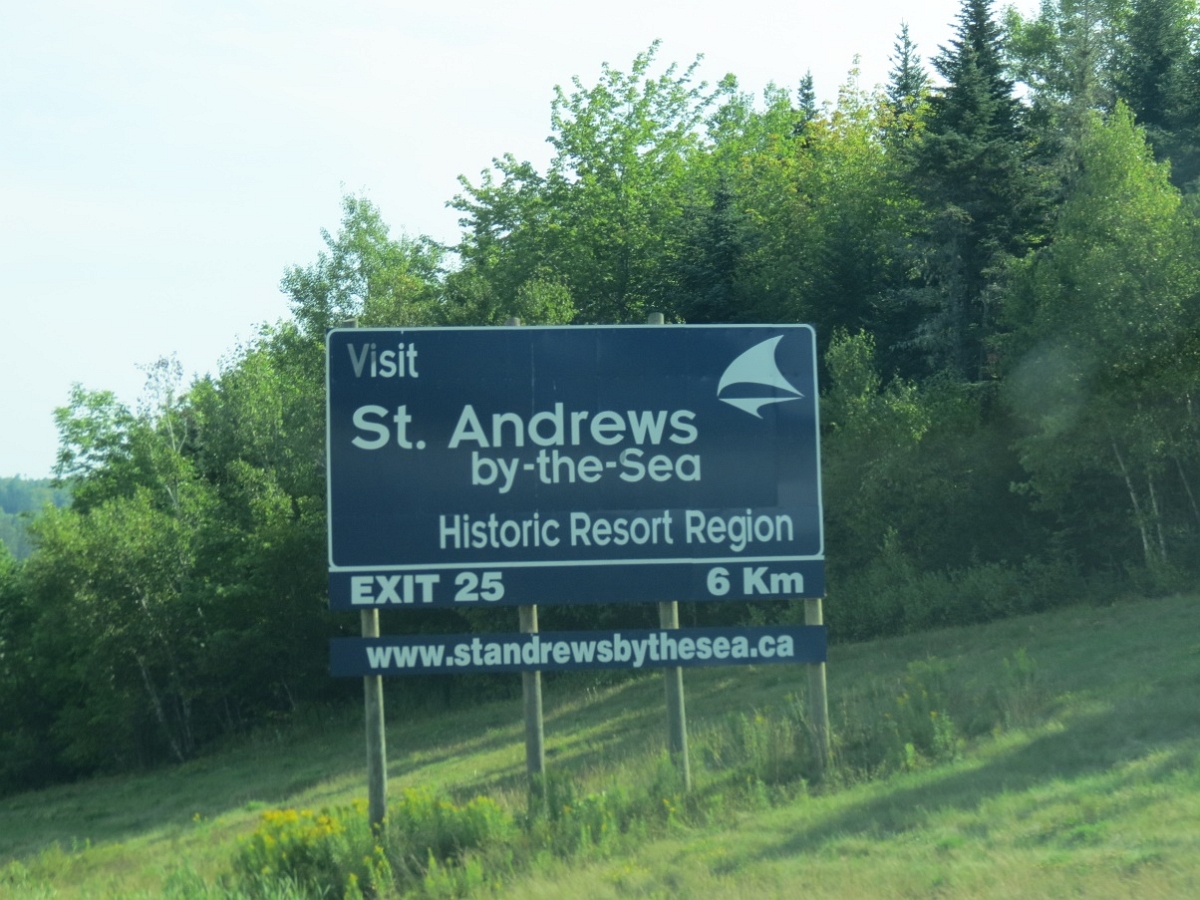 Visit
St. Andrews
by-the-Sea
Historic Resort Region
EXIT 25 6 Km
www.standrewsbythesea.ca